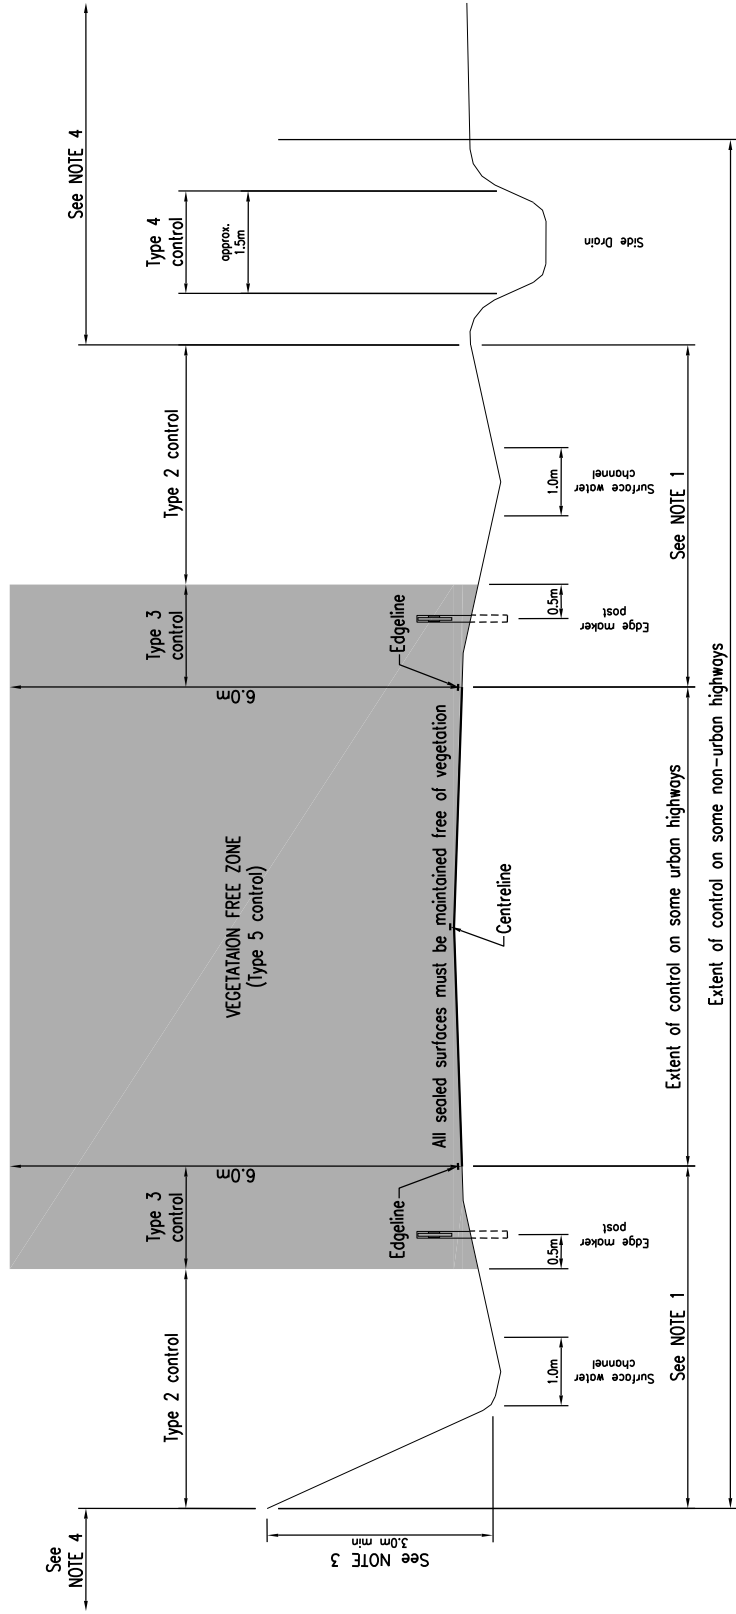 See
NOTE 4
See NOTE 4
Type 4
control
approx.
1.5m
Type 2 control
Type 3
control
VEGETATAION FREE ZONE
(Type 5 control)
Type 3
control
Type 2 control
6.0m
6.0m
Edgeline
Edgeline
All sealed surfaces must be maintained free of vegetation
Centreline
See NOTE 3
3.0m min
1.0m
Surface water
channel
0.5m
Edge maker
post
0.5m
Edge maker
post
1.0m
Surface water
channel
Side Drain
See NOTE 1
Extent of control on some urban highways
See NOTE 1
Extent of control on some non-urban highways